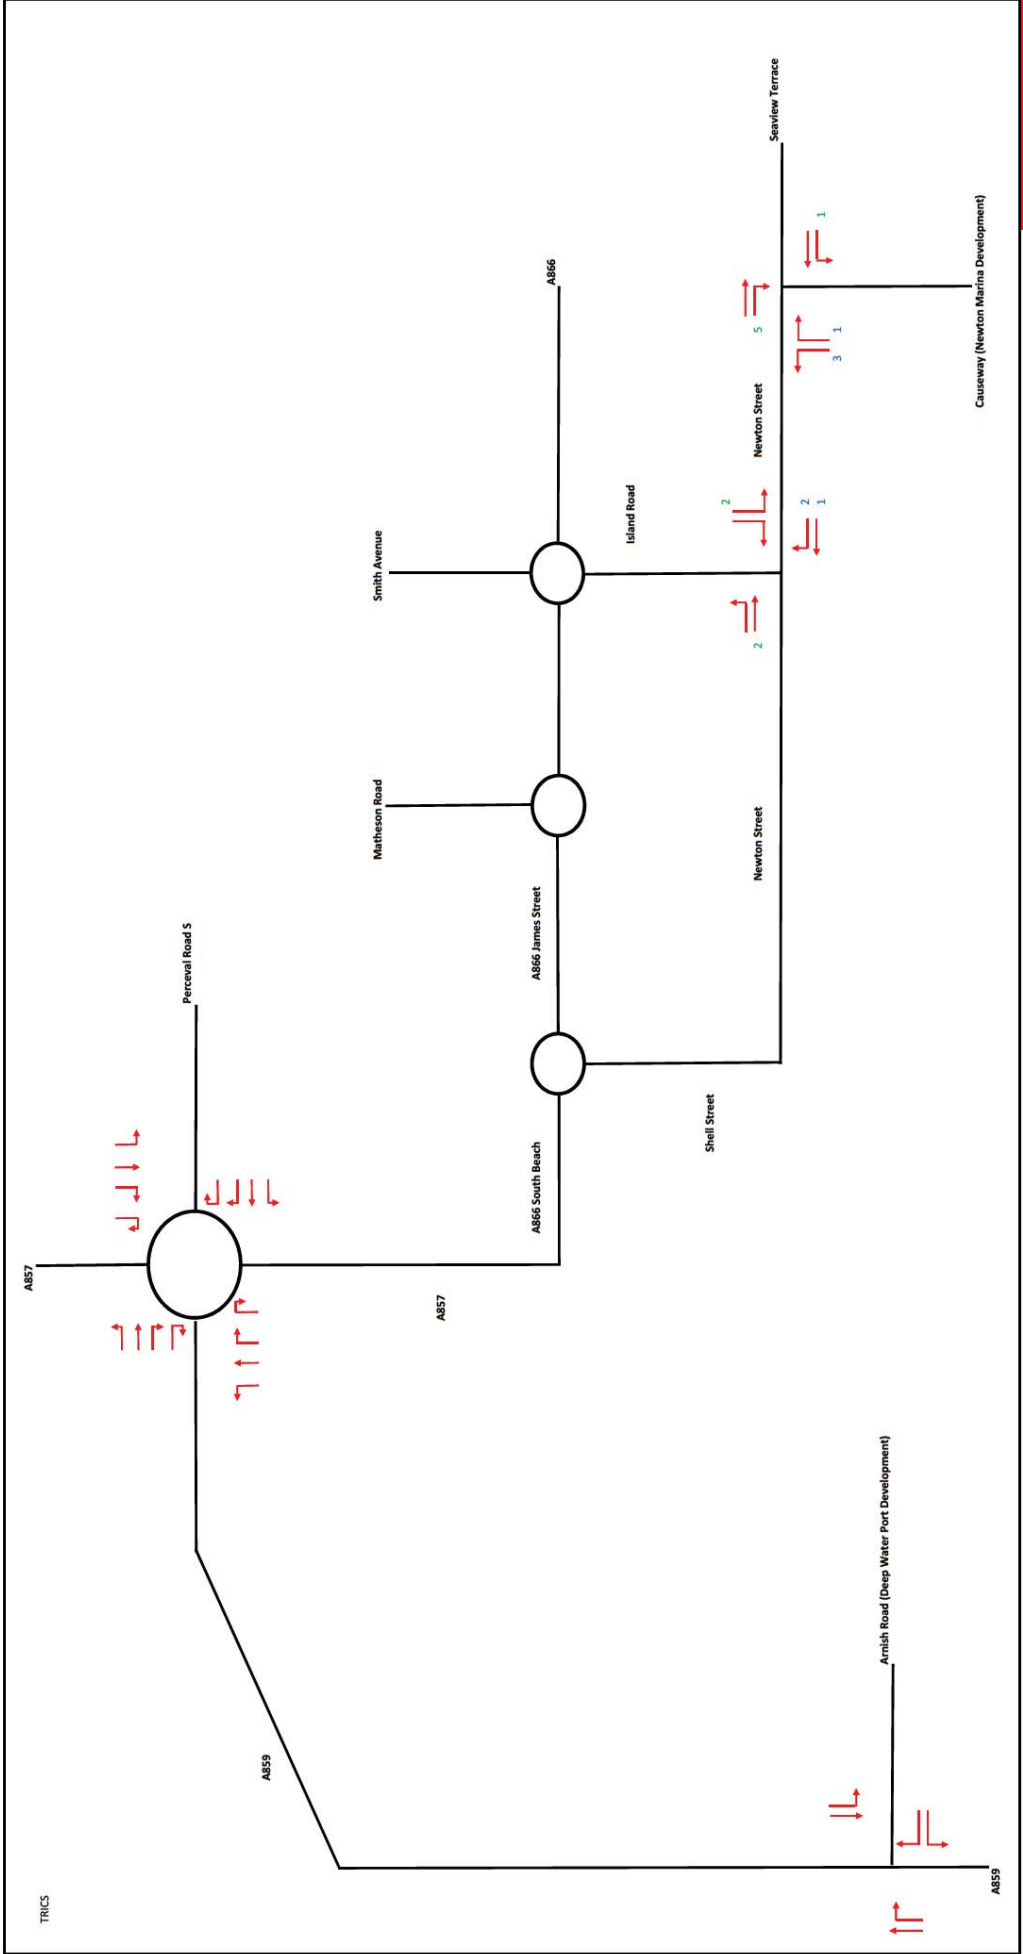 TRICS
A857
Perceval Road S
A859
Matheson Road
Smith Avenue
A857
A866 South Beach
A866 James Street
A866
Island Road
Shell Street
2
Newton Street
2
Newton Street
5
Seaview Terrace
2
1
1
3
1
Arnish Road (Deep Water Port Development)
Causeway (Newton Marina Development)
A859